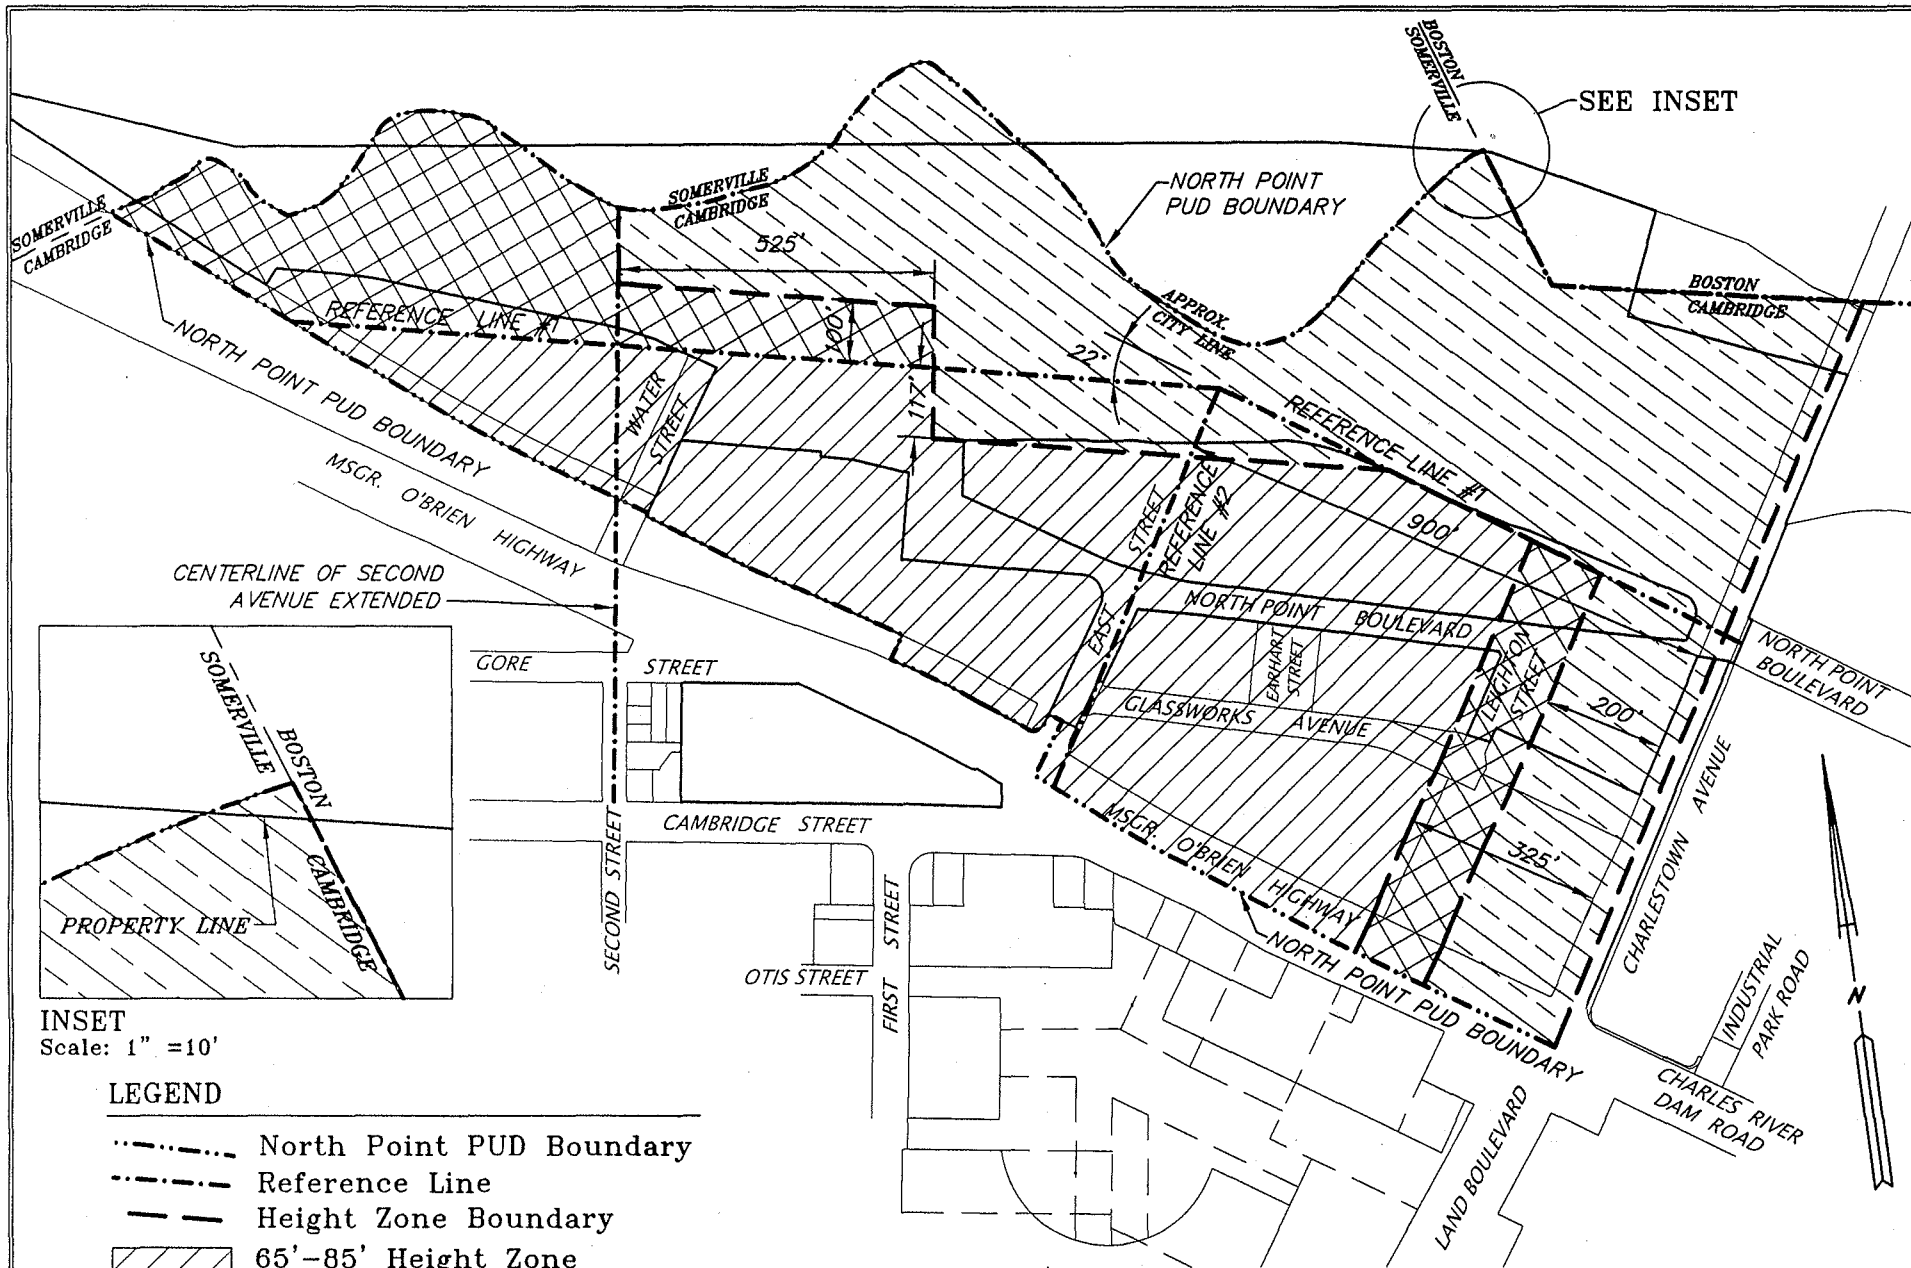 BOSTON
SOMERVILLE
SEE INSET
NORTH POINT
PUD BOUNDARY
SOMERVILLE
CAMBRIDGE
SOMERVILLE
CAMBRIDGE
525'
APPROX.
CITY LINE
BOSTON
CAMBRIDGE
REFERENCE LINE #1
100'
117'
22°
NORTH POINT PUD BOUNDARY
WATER
STREET
REFERENCE LINE #1
MSGR. O'BRIEN HIGHWAY
EAST STREET
REFERENCE
LINE #2
900'
CENTERLINE OF SECOND
AVENUE EXTENDED
NORTH POINT BOULEVARD
NORTH POINT
BOULEVARD
GORE STREET
EARHART
STREET
LEIGHTON
STREET
GLASSWORKS AVENUE
200'
SOMERVILLE
BOSTON
CAMBRIDGE
PROPERTY LINE
CAMBRIDGE STREET
MSGR. O'BRIEN HIGHWAY
325'
CHARLESTOWN AVENUE
SECOND STREET
FIRST STREET
OTIS STREET
NORTH POINT PUD BOUNDARY
INDUSTRIAL
PARK ROAD
N
INSET
Scale: 1" =10'
CHARLES RIVER
DAM ROAD
LAND BOULEVARD
LEGEND
North Point PUD Boundary
Reference Line
Height Zone Boundary
65'-85' Height Zone